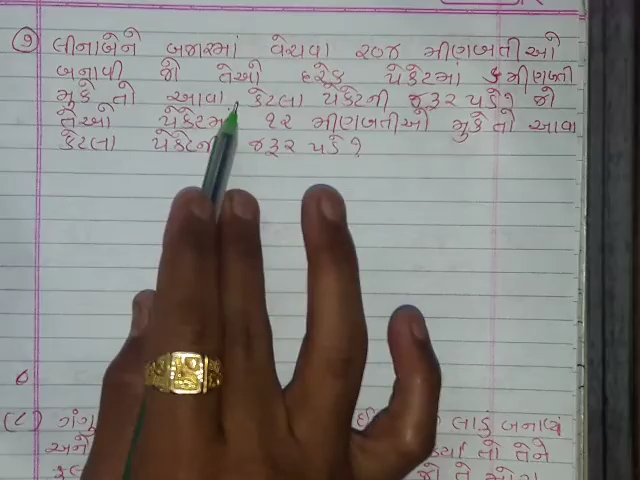 ૭ લીનાબેને બજારમાં વેચવા ૨૦૪ મીણબતીઓ
બનાવી જો તેઓ દરેક પેકેટમાં ૬ મીણબતી
મુકે તો આવા કેટલા પેકેટની જરૂર પડે? જો
તેઓ પેકેટમાં ૧૨ મીણબતીઓ મુકે તો આવા
કેટલા પેકેટની જરૂર પડે?
(૮) ગંગુ લાડું બનાવ્યાં
અને તો તેને
જો તે